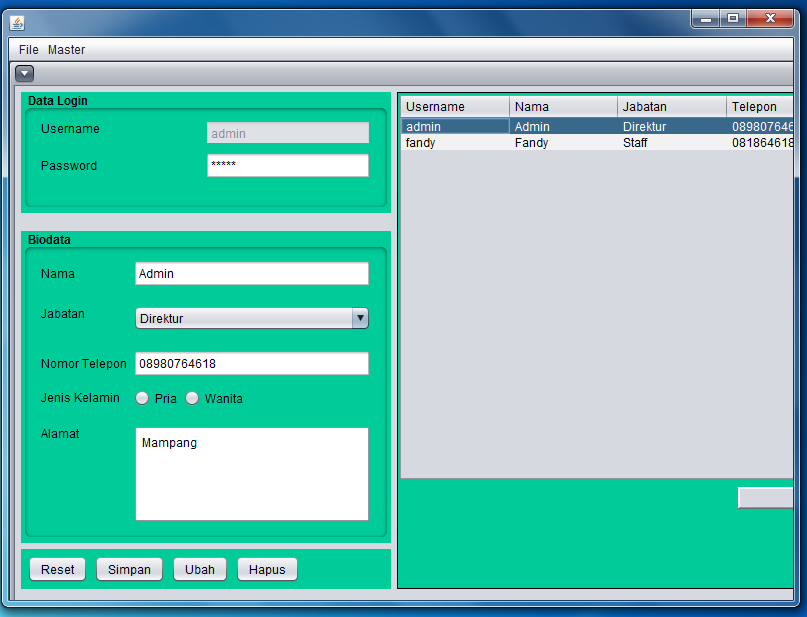 File Master
Data Login
Username admin
Password *****
Biodata
Nama Admin
Jabatan Direktur
Nomor Telepon 08980764618
Jenis Kelamin Pria Wanita
Alamat Mampang
Reset Simpan Ubah Hapus
Username Nama Jabatan Telepon
admin Admin Direktur 089807646
fandy Fandy Staff 081864618